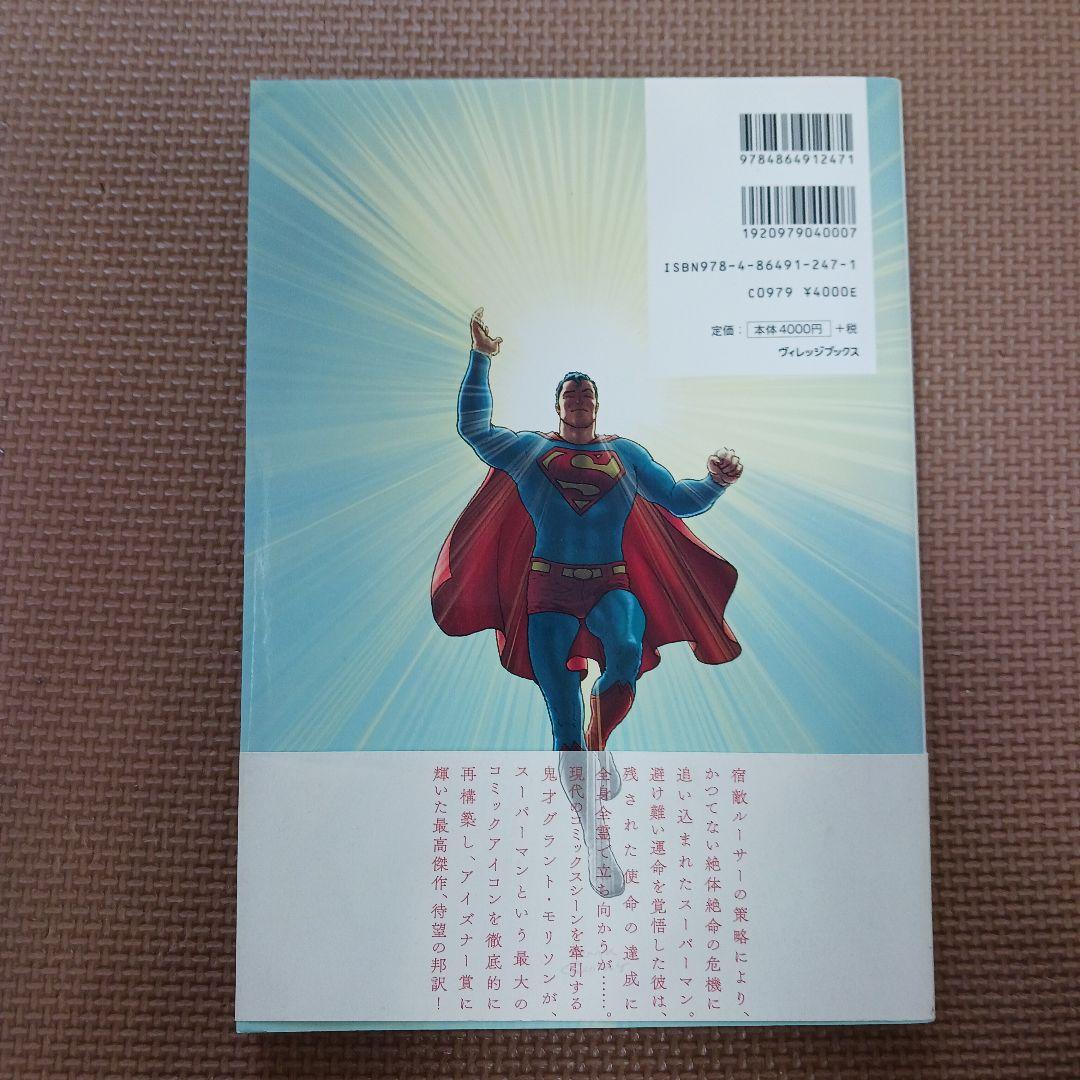 9784864912471
1920979040007
ISBN978-4-86491-247-1
C0979 ¥4000E
定価： 本体4000円 +税
ヴィレッジブックス
S
宿敵ルーサーの策略により、
かつてない絶体絶命の危機に
追い込まれたスーパーマン。
避け難い運命を覚悟した彼は、
残された使命の達成に
全身全霊で立ち向かうが……。
現代のコミックスシーンを牽引する
鬼才グラント・モリソンが、
スーパーマンという最大の
コミックアイコンを徹底的に
再構築し、アイズナー賞に
輝いた最高傑作、待望の邦訳！